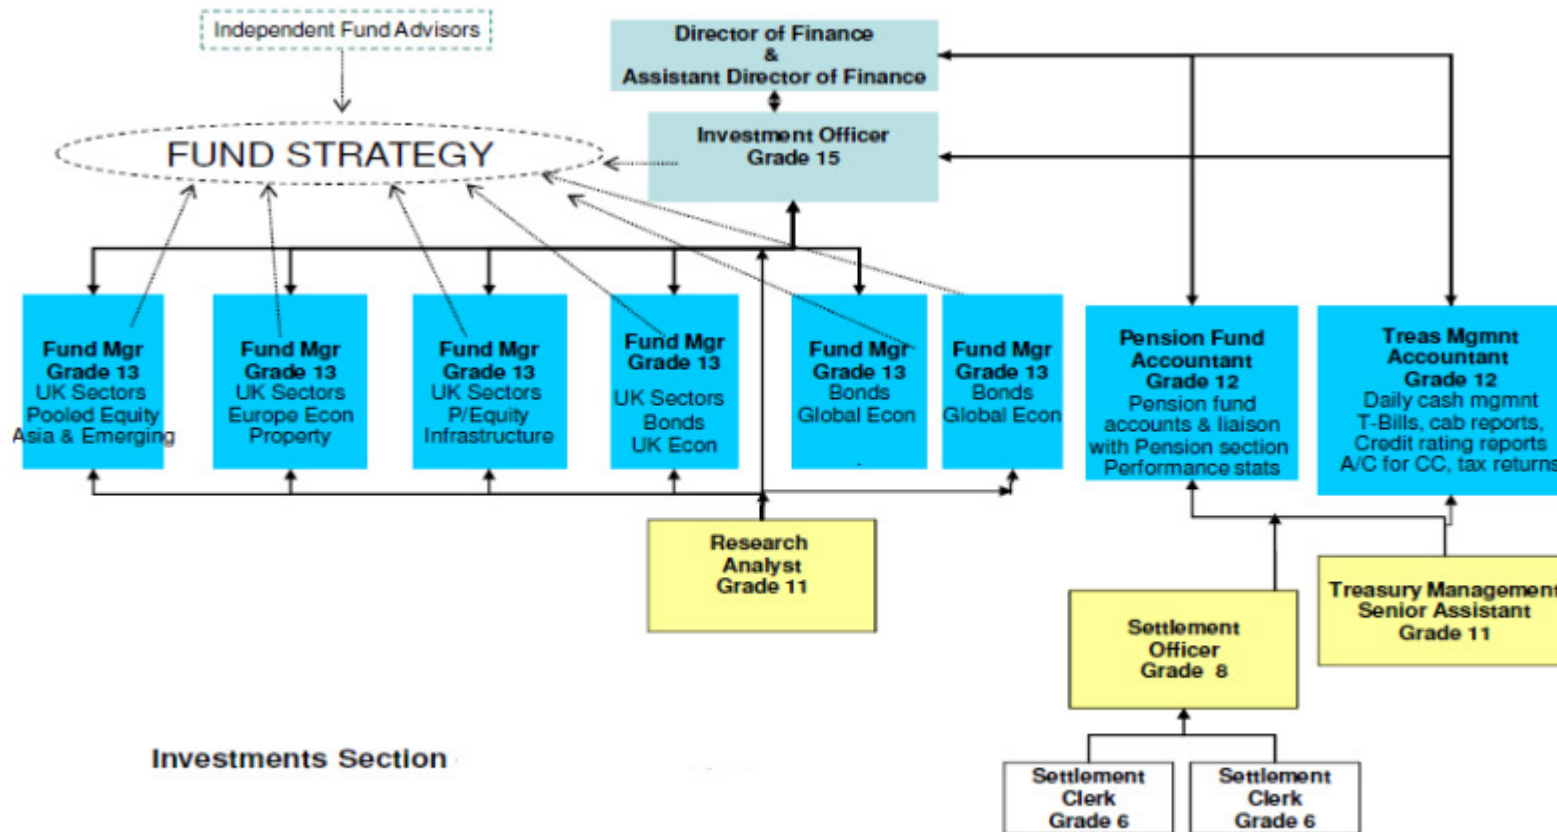 Independent Fund Advisors
Director of Finance
&
Assistant Director of Finance
FUND STRATEGY
Investment Officer
Grade 15
Fund Mgr
Grade 13
UK Sectors
Pooled Equity
Asia & Emerging
Fund Mgr
Grade 13
UK Sectors
Europe Econ
Property
Fund Mgr
Grade 13
UK Sectors
P/Equity
Infrastructure
Fund Mgr
Grade 13
UK Sectors
Bonds
UK Econ
Fund Mgr
Grade 13
Bonds
Global Econ
Fund Mgr
Grade 13
Bonds
Global Econ
Pension Fund
Accountant
Grade 12
Pension fund
accounts & liaison
with Pension section
Performance stats
Treas Mgmnt
Accountant
Grade 12
Daily cash mgmnt
T-Bills, cab reports,
Credit rating reports
A/C for CC, tax returns
Research
Analyst
Grade 11
Treasury Management
Senior Assistant
Grade 11
Settlement
Officer
Grade 8
Investments Section
Settlement
Clerk
Grade 6
Settlement
Clerk
Grade 6